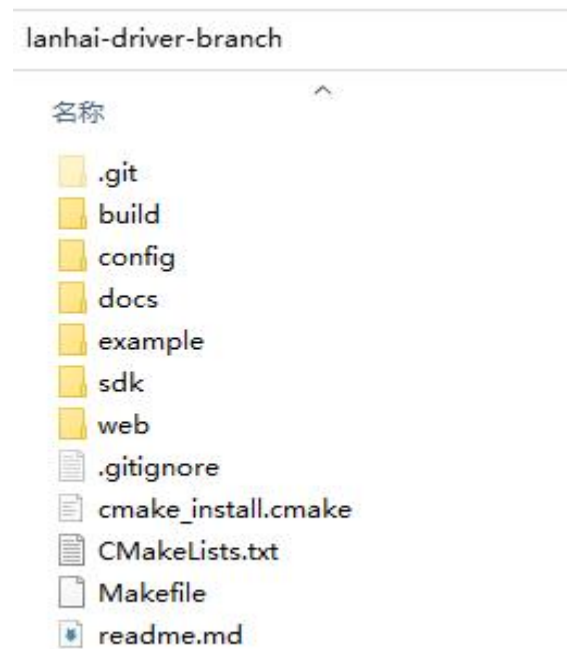 lanhai-driver-branch
名称
.git
build
config
docs
example
sdk
web
.gitignore
cmake_install.cmake
CMakeLists.txt
Makefile
readme.md